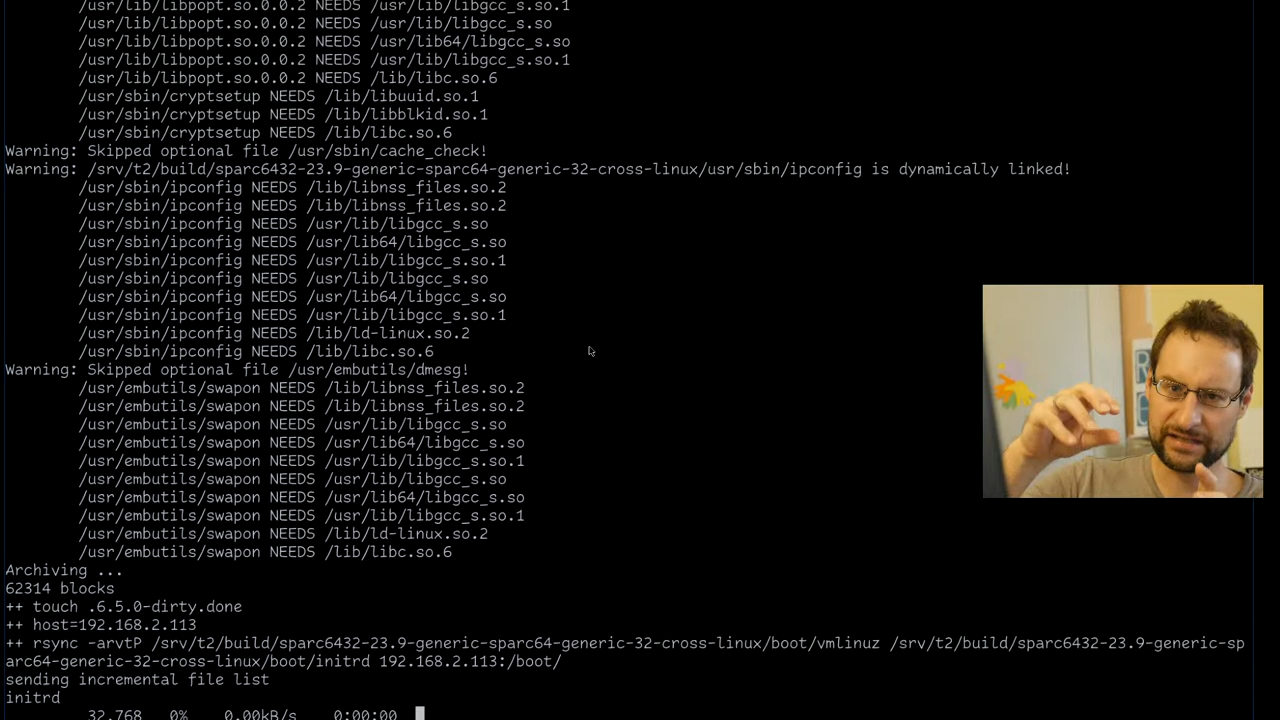 /usr/lib/libpopt.so.0.0.2 NEEDS /usr/lib/libgcc_s.so.1
/usr/lib/libpopt.so.0.0.2 NEEDS /usr/lib/libgcc_s.so
/usr/lib/libpopt.so.0.0.2 NEEDS /usr/lib64/libgcc_s.so
/usr/lib/libpopt.so.0.0.2 NEEDS /usr/lib/libgcc_s.so.1
/usr/lib/libpopt.so.0.0.2 NEEDS /lib/libc.so.6
/usr/sbin/cryptsetup NEEDS /lib/libuuid.so.1
/usr/sbin/cryptsetup NEEDS /lib/libblkid.so.1
/usr/sbin/cryptsetup NEEDS /lib/libc.so.6
Warning: Skipped optional file /usr/sbin/cache_check!
Warning: /srv/t2/build/sparc6432-23.9-generic-sparc64-generic-32-cross-linux/usr/sbin/ipconfig is dynamically linked!
/usr/sbin/ipconfig NEEDS /lib/libnss_files.so.2
/usr/sbin/ipconfig NEEDS /lib/libnss_files.so.2
/usr/sbin/ipconfig NEEDS /usr/lib/libgcc_s.so
/usr/sbin/ipconfig NEEDS /usr/lib64/libgcc_s.so
/usr/sbin/ipconfig NEEDS /usr/lib/libgcc_s.so.1
/usr/sbin/ipconfig NEEDS /usr/lib/libgcc_s.so
/usr/sbin/ipconfig NEEDS /usr/lib64/libgcc_s.so
/usr/sbin/ipconfig NEEDS /usr/lib/libgcc_s.so.1
/usr/sbin/ipconfig NEEDS /lib/ld-linux.so.2
/usr/sbin/ipconfig NEEDS /lib/libc.so.6
Warning: Skipped optional file /usr/embutils/dmesg!
/usr/embutils/swapon NEEDS /lib/libnss_files.so.2
/usr/embutils/swapon NEEDS /lib/libnss_files.so.2
/usr/embutils/swapon NEEDS /usr/lib/libgcc_s.so
/usr/embutils/swapon NEEDS /usr/lib64/libgcc_s.so
/usr/embutils/swapon NEEDS /usr/lib/libgcc_s.so.1
/usr/embutils/swapon NEEDS /usr/lib/libgcc_s.so
/usr/embutils/swapon NEEDS /usr/lib64/libgcc_s.so
/usr/embutils/swapon NEEDS /usr/lib/libgcc_s.so.1
/usr/embutils/swapon NEEDS /lib/ld-linux.so.2
/usr/embutils/swapon NEEDS /lib/libc.so.6
Archiving ...
62314 blocks
++ touch .6.5.0-dirty.done
++ host=192.168.2.113
++ rsync -arvtP /srv/t2/build/sparc6432-23.9-generic-sparc64-generic-32-cross-linux/boot/vmlinuz /srv/t2/build/sparc6432-23.9-generic-sp
arc64-generic-32-cross-linux/boot/initrd 192.168.2.113:/boot/
sending incremental file list
initrd
32,768 0% 0.00kB/s 0:00:00